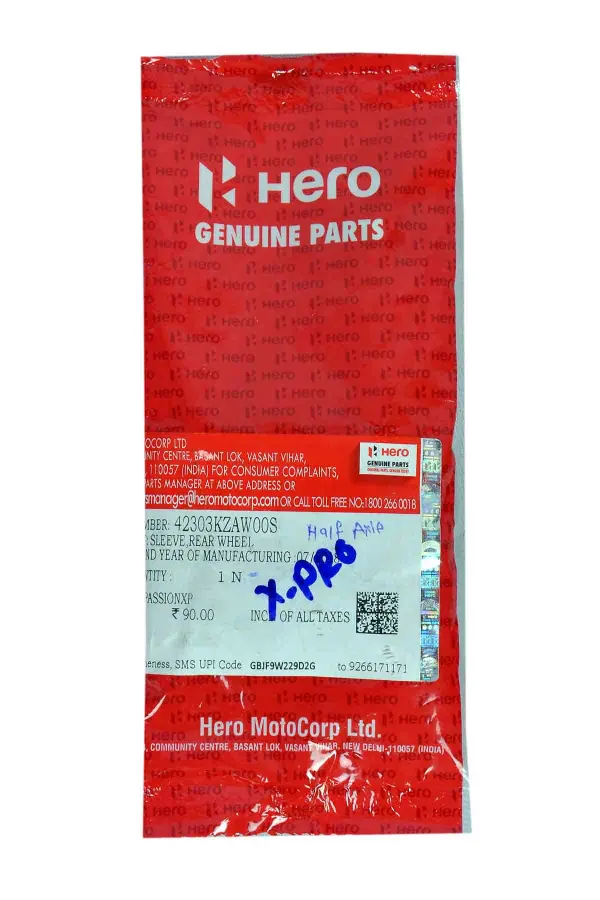 Hero
GENUINE PARTS
OCORP LTD
NITY CENTRE, BASANT LOK, VASANT VIHAR,
110057 (INDIA) FOR CONSUMER COMPLAINTS,
PARTS MANAGER AT ABOVE ADDRESS OR
smanager@heromotocorp.com OR CALL TOLL FREE NO:1800 266 0018
Hero
GENUINE PARTS
MBER: 42303KZAW00S
Half Axle
SLEEVE,REAR WHEEL
ND YEAR OF MANUFACTURING 07/
X-PRO
NTITY : 1 N
PASSIONXP
₹ 90.00 INCL OF ALL TAXES
eness, SMS UPI Code GBJF9W229D2G to 9266171171
Hero MotoCorp Ltd.
, COMMUNITY CENTRE, BASANT LOK, VASANT VIHAR, NEW DELHI-110057 (INDIA)